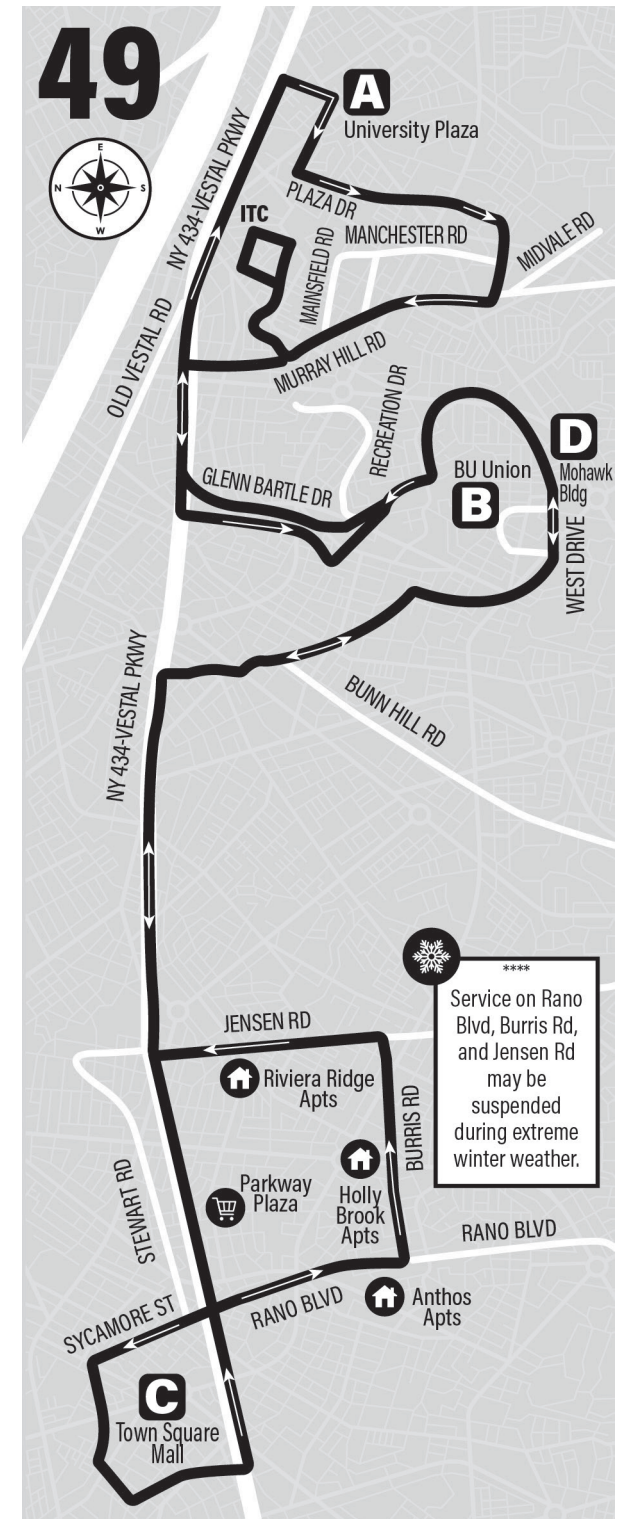 49
A
University Plaza
E
N
S
W
NY 434-VESTAL PKWY
PLAZA DR
ITC
MAINSFIELD RD
MANCHESTER RD
MIDVALE RD
OLD VESTAL RD
MURRAY HILL RD
RECREATION DR
GLENN BARTLE DR
BU Union
B
D
Mohawk
Bldg
WEST DRIVE
NY 434-VESTAL PKWY
BUNN HILL RD
****
Service on Rano
Blvd, Burris Rd,
and Jensen Rd
may be
suspended
during extreme
winter weather.
JENSEN RD
Riviera Ridge
Apts
BURRIS RD
Holly
Brook
Apts
Parkway
Plaza
STEWART RD
RANO BLVD
RANO BLVD
Anthos
Apts
SYCAMORE ST
C
Town Square
Mall